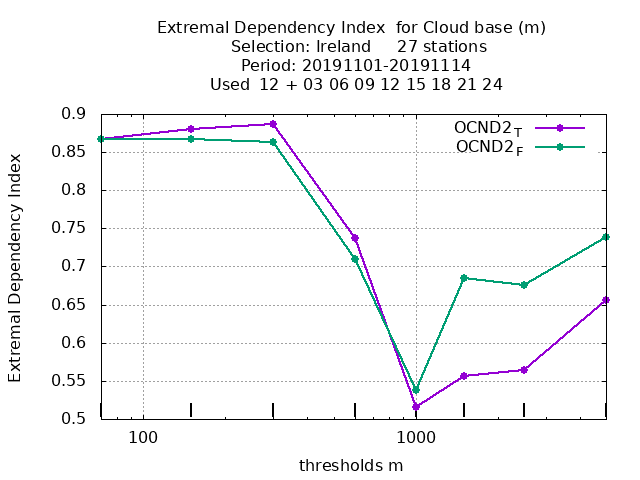 Extremal Dependency Index  for Cloud base (m)
Selection: Ireland     27 stations
Period: 20191101-20191114
Used  12 + 03 06 09 12 15 18 21 24
OCND2_T
OCND2_F
Extremal Dependency Index
0.9
0.85
0.8
0.75
0.7
0.65
0.6
0.55
0.5
100 1000
thresholds m